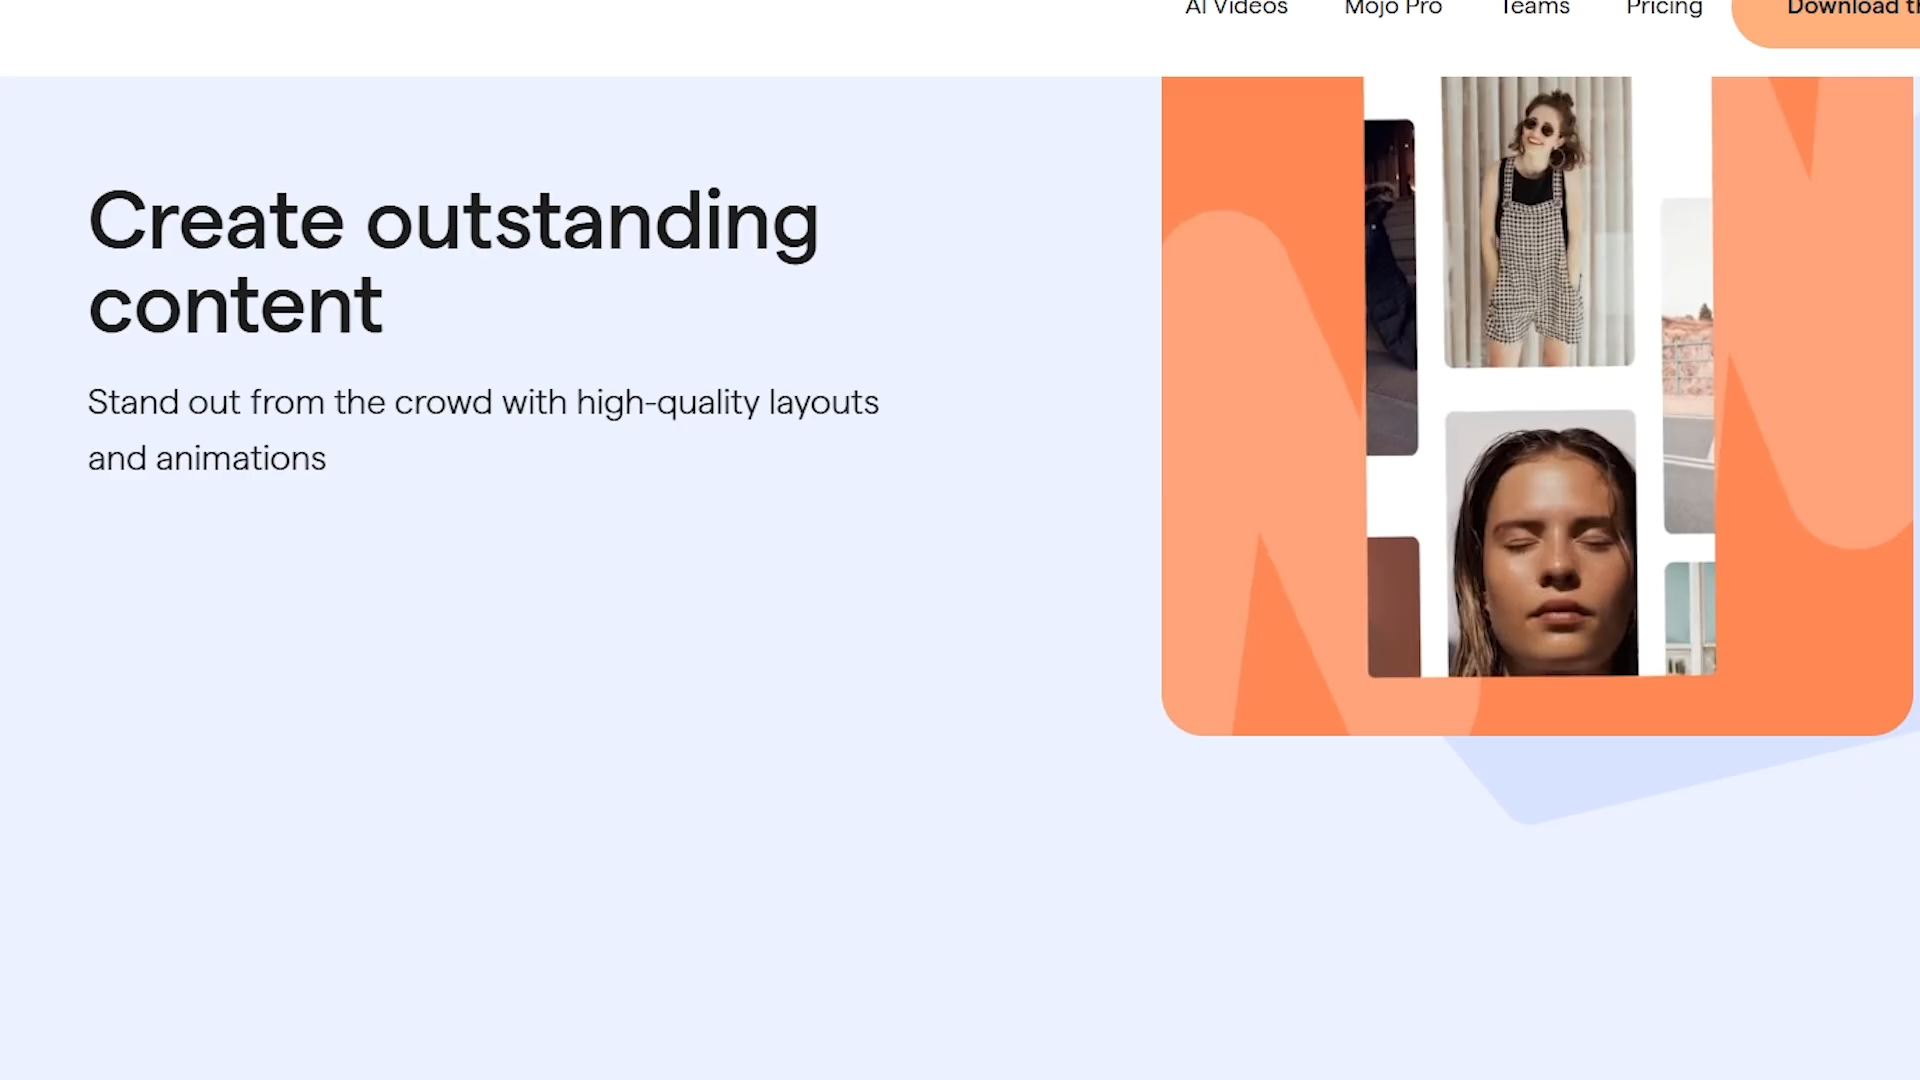 AI Videos
Mojo Pro
Teams
Pricing
Download
Create outstanding
content
Stand out from the crowd with high-quality layouts
and animations